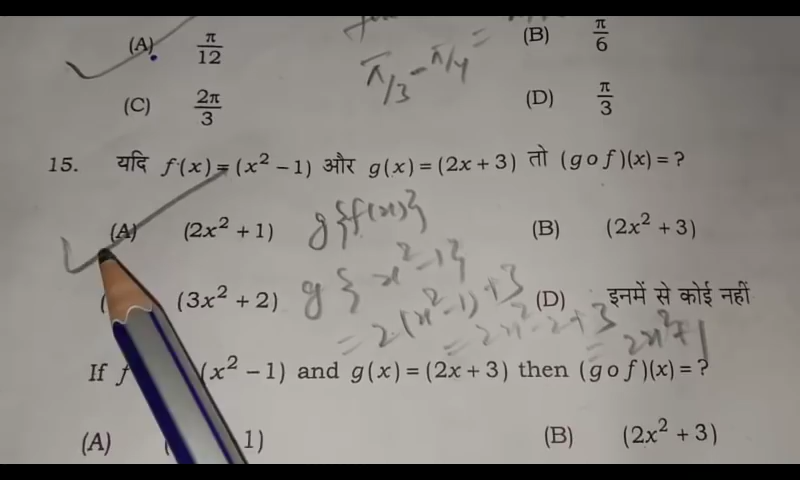 (A) π/12 (B) π/6
π/3 - π/4 =
(C) 2π/3 (D) π/3
15. यदि f(x) = (x² – 1) और g(x) = (2x + 3) तो (g o f)(x) = ?
(A) (2x² + 1) g{f(x)} (B) (2x² + 3)
g{x²-1}
(3x² + 2) (D) इनमें से कोई नहीं
= 2(x²-1)+3
= 2x²-2+3
= 2x²+1
If f (x² – 1) and g(x) = (2x + 3) then (g o f)(x) = ?
(A) 1) (B) (2x² + 3)